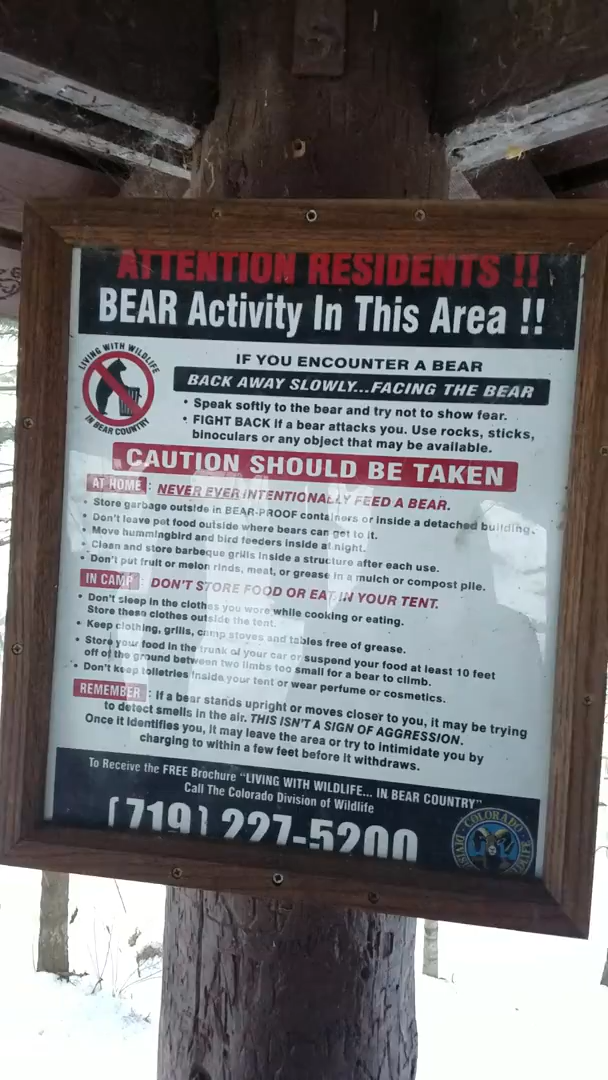 ATTENTION RESIDENTS !!
BEAR Activity In This Area !!
LIVING WITH WILDLIFE
IN BEAR COUNTRY
IF YOU ENCOUNTER A BEAR
BACK AWAY SLOWLY...FACING THE BEAR
• Speak softly to the bear and try not to show fear.
• FIGHT BACK if a bear attacks you. Use rocks, sticks,
binoculars or any object that may be available.
CAUTION SHOULD BE TAKEN
AT HOME : NEVER EVER INTENTIONALLY FEED A BEAR.
• Store garbage outside in BEAR-PROOF containers or inside a detached building.
• Don't leave pet food outside where bears can get to it.
• Move hummingbird and bird feeders inside at night.
• Clean and store barbeque grills inside a structure after each use.
• Don't put fruit or melon rinds, meat, or grease in a mulch or compost pile.
IN CAMP : DON'T STORE FOOD OR EAT IN YOUR TENT.
• Don't sleep in the clothes you wore while cooking or eating.
Store these clothes outside the tent.
• Keep clothing, grills, camp stoves and tables free of grease.
• Store your food in the trunk of your car or suspend your food at least 10 feet
off of the ground between two limbs too small for a bear to climb.
• Don't keep toiletries inside your tent or wear perfume or cosmetics.
REMEMBER : If a bear stands upright or moves closer to you, it may be trying
to detect smells in the air. THIS ISN'T A SIGN OF AGGRESSION.
Once it identifies you, it may leave the area or try to intimidate you by
charging to within a few feet before it withdraws.
To Receive the FREE Brochure "LIVING WITH WILDLIFE... IN BEAR COUNTRY"
Call The Colorado Division of Wildlife
(719) 227-5200
COLORADO